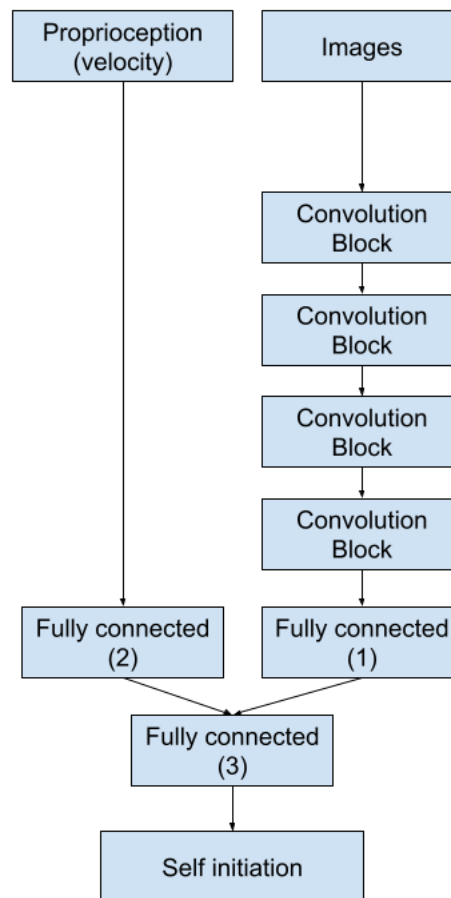 Proprioception
(velocity)
Images
Convolution
Block
Convolution
Block
Convolution
Block
Convolution
Block
Fully connected
(2)
Fully connected
(1)
Fully connected
(3)
Self initiation